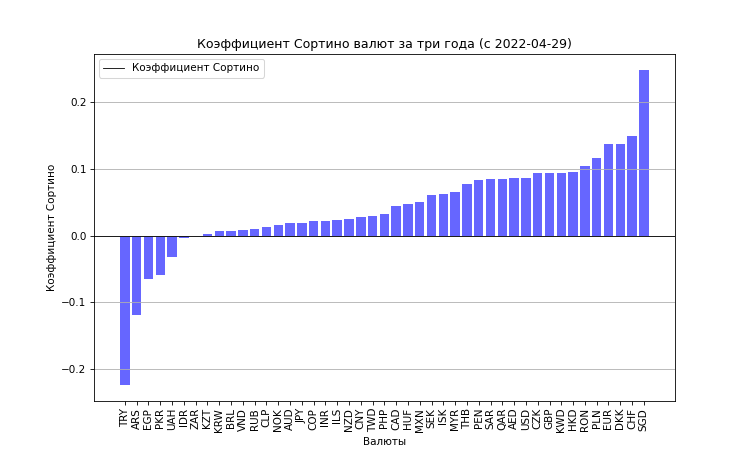 Коэффициент Сортино валют за три года (с 2022-04-29)
Коэффициент Сортино
Коэффициент Сортино
0.2
0.1
0.0
−0.1
−0.2
TRY
ARS
EGP
PKR
UAH
IDR
ZAR
KZT
KRW
BRL
VND
RUB
CLP
NOK
AUD
JPY
COP
INR
ILS
NZD
CNY
TWD
PHP
CAD
HUF
MXN
SEK
ISK
MYR
THB
PEN
SAR
QAR
AED
USD
CZK
GBP
KWD
HKD
RON
PLN
EUR
DKK
CHF
SGD
Валюты